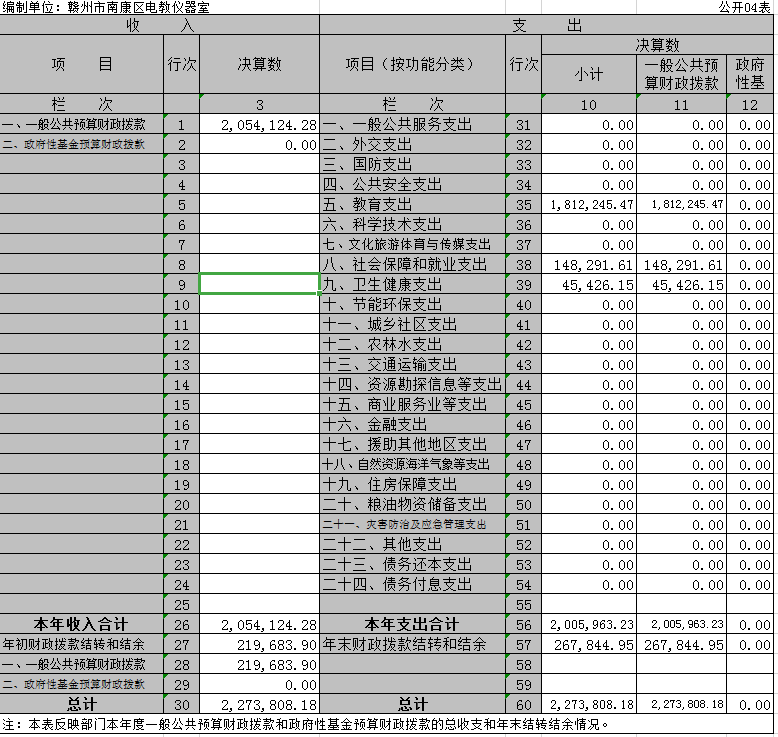 编制单位：赣州市南康区电教仪器室 公开04表
收 入 支 出
项 目 行次 决算数 项目（按功能分类） 行次 决算数
小计 一般公共预算财政拨款 政府性基
栏 次 3 栏 次 10 11 12
一、一般公共预算财政拨款 1 2,054,124.28 一、一般公共服务支出 31 0.00 0.00 0.00
二、政府性基金预算财政拨款 2 0.00 二、外交支出 32 0.00 0.00 0.00
3 三、国防支出 33 0.00 0.00 0.00
4 四、公共安全支出 34 0.00 0.00 0.00
5 五、教育支出 35 1,812,245.47 1,812,245.47 0.00
6 六、科学技术支出 36 0.00 0.00 0.00
7 七、文化旅游体育与传媒支出 37 0.00 0.00 0.00
8 八、社会保障和就业支出 38 148,291.61 148,291.61 0.00
9 九、卫生健康支出 39 45,426.15 45,426.15 0.00
10 十、节能环保支出 40 0.00 0.00 0.00
11 十一、城乡社区支出 41 0.00 0.00 0.00
12 十二、农林水支出 42 0.00 0.00 0.00
13 十三、交通运输支出 43 0.00 0.00 0.00
14 十四、资源勘探信息等支出 44 0.00 0.00 0.00
15 十五、商业服务业等支出 45 0.00 0.00 0.00
16 十六、金融支出 46 0.00 0.00 0.00
17 十七、援助其他地区支出 47 0.00 0.00 0.00
18 十八、自然资源海洋气象等支出 48 0.00 0.00 0.00
19 十九、住房保障支出 49 0.00 0.00 0.00
20 二十、粮油物资储备支出 50 0.00 0.00 0.00
21 二十一、灾害防治及应急管理支出 51 0.00 0.00 0.00
22 二十二、其他支出 52 0.00 0.00 0.00
23 二十三、债务还本支出 53 0.00 0.00 0.00
24 二十四、债务付息支出 54 0.00 0.00 0.00
25 55
本年收入合计 26 2,054,124.28 本年支出合计 56 2,005,963.23 2,005,963.23 0.00
年初财政拨款结转和结余 27 219,683.90 年末财政拨款结转和结余 57 267,844.95 267,844.95 0.00
一、一般公共预算财政拨款 28 219,683.90 58
二、政府性基金预算财政拨款 29 0.00 59
总计 30 2,273,808.18 总计 60 2,273,808.18 2,273,808.18 0.00
注：本表反映部门本年度一般公共预算财政拨款和政府性基金预算财政拨款的总收支和年末结转结余情况。